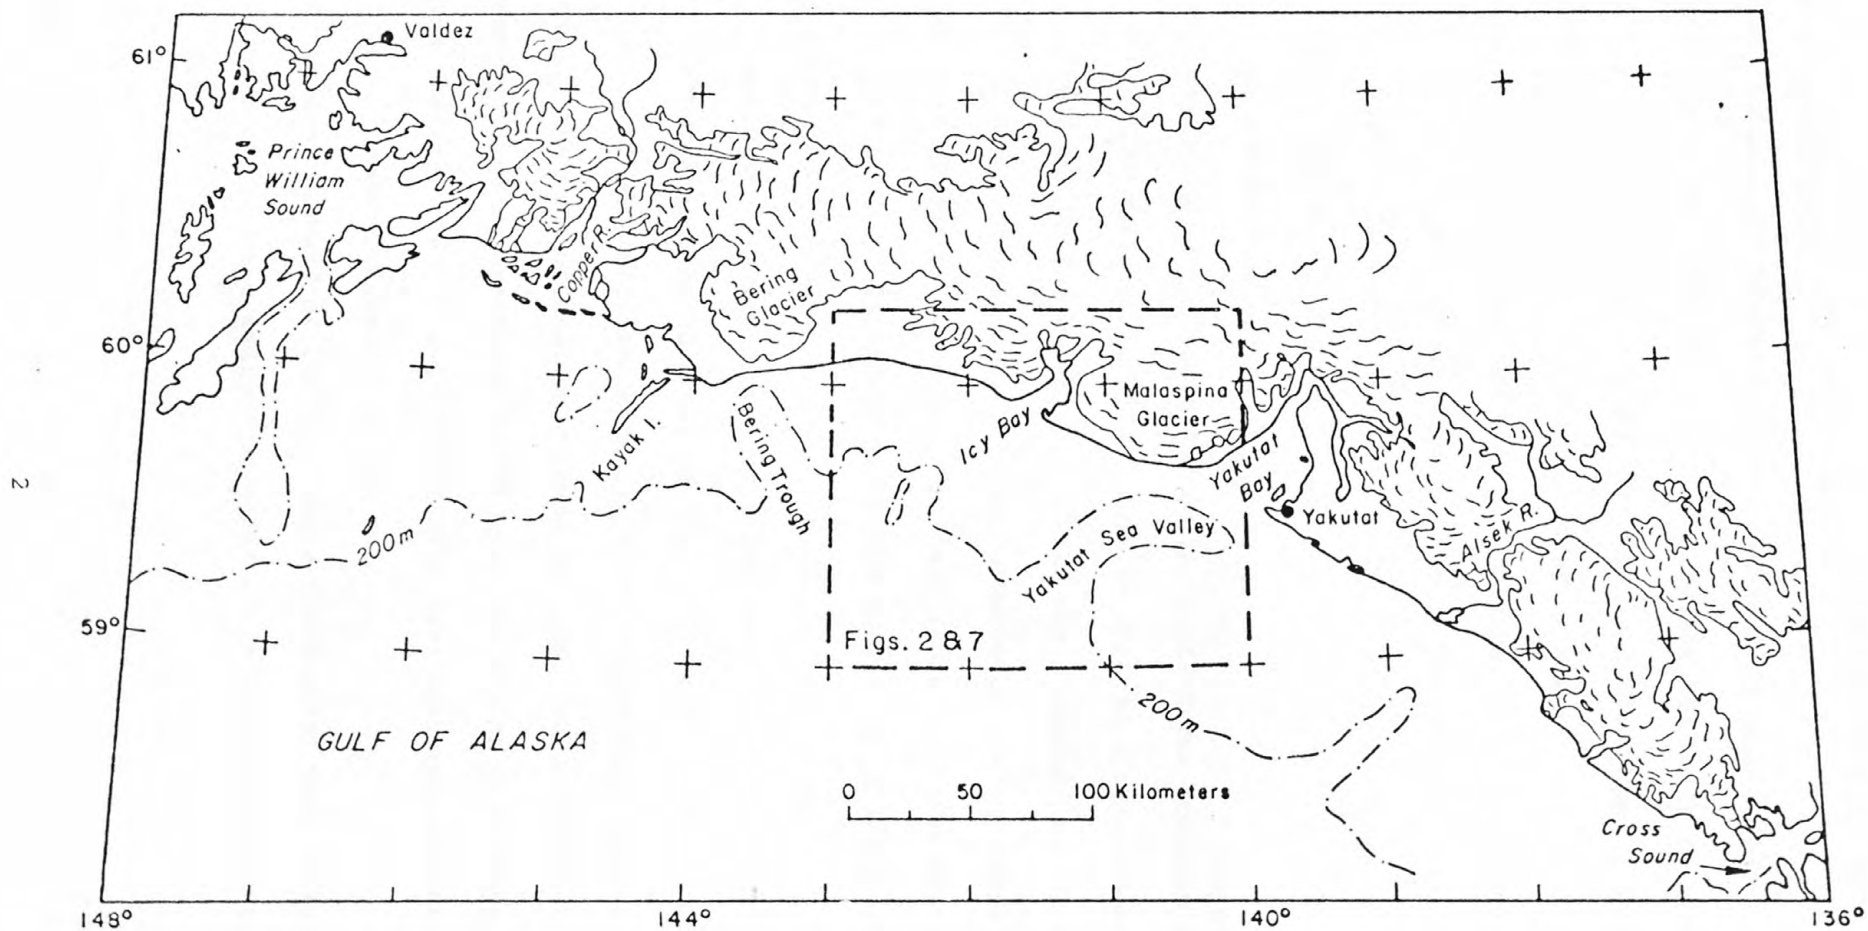 Valdez
61°
Prince
William
Sound
Copper R.
Bering
Glacier
60°
Malaspina
Glacier
Icy Bay
Kayak I.
Bering Trough
Yakutat
Bay
Yakutat
Alsek R.
2
200m
Yakutat Sea Valley
59°
Figs. 2 & 7
200m
GULF OF ALASKA
0 50 100 Kilometers
Cross
Sound
148° 144° 140° 136°